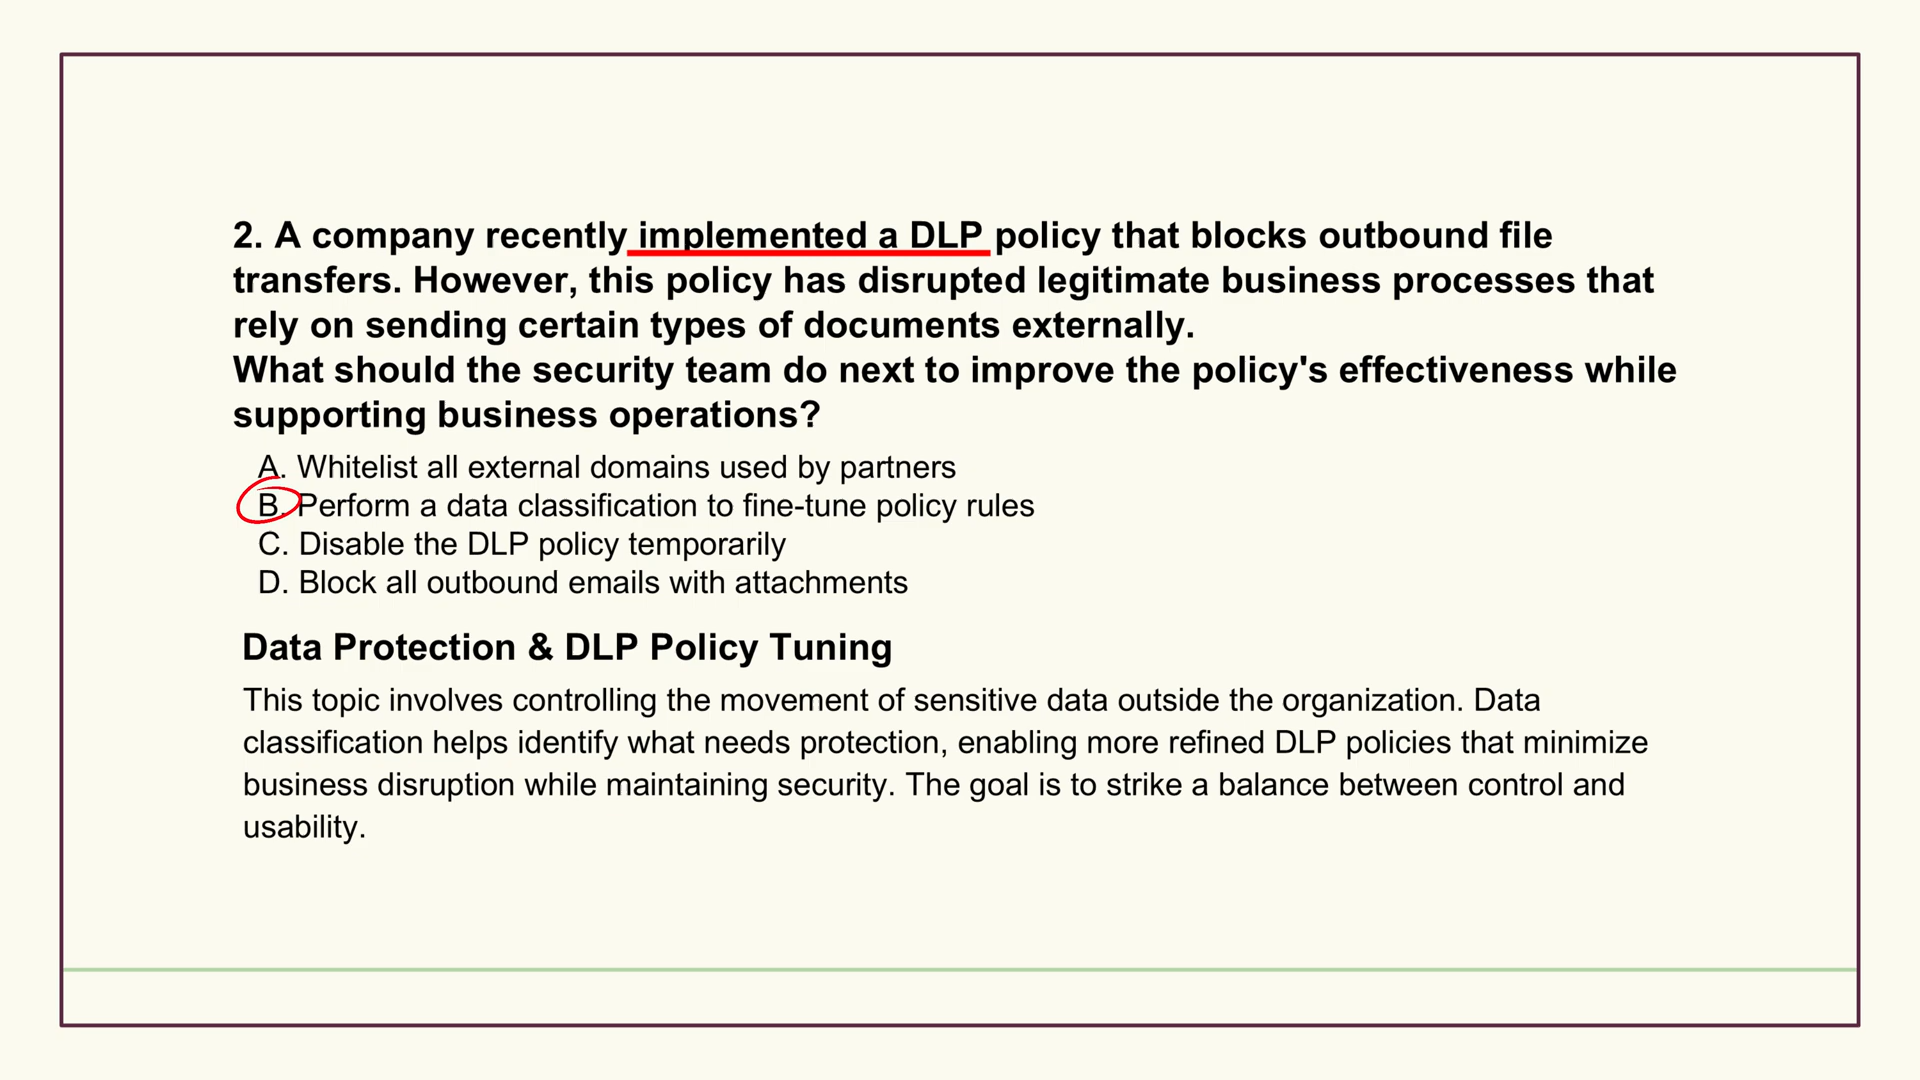 2. A company recently implemented a DLP policy that blocks outbound file
transfers. However, this policy has disrupted legitimate business processes that
rely on sending certain types of documents externally.
What should the security team do next to improve the policy's effectiveness while
supporting business operations?
A. Whitelist all external domains used by partners
B. Perform a data classification to fine-tune policy rules
C. Disable the DLP policy temporarily
D. Block all outbound emails with attachments
Data Protection & DLP Policy Tuning
This topic involves controlling the movement of sensitive data outside the organization. Data
classification helps identify what needs protection, enabling more refined DLP policies that minimize
business disruption while maintaining security. The goal is to strike a balance between control and
usability.